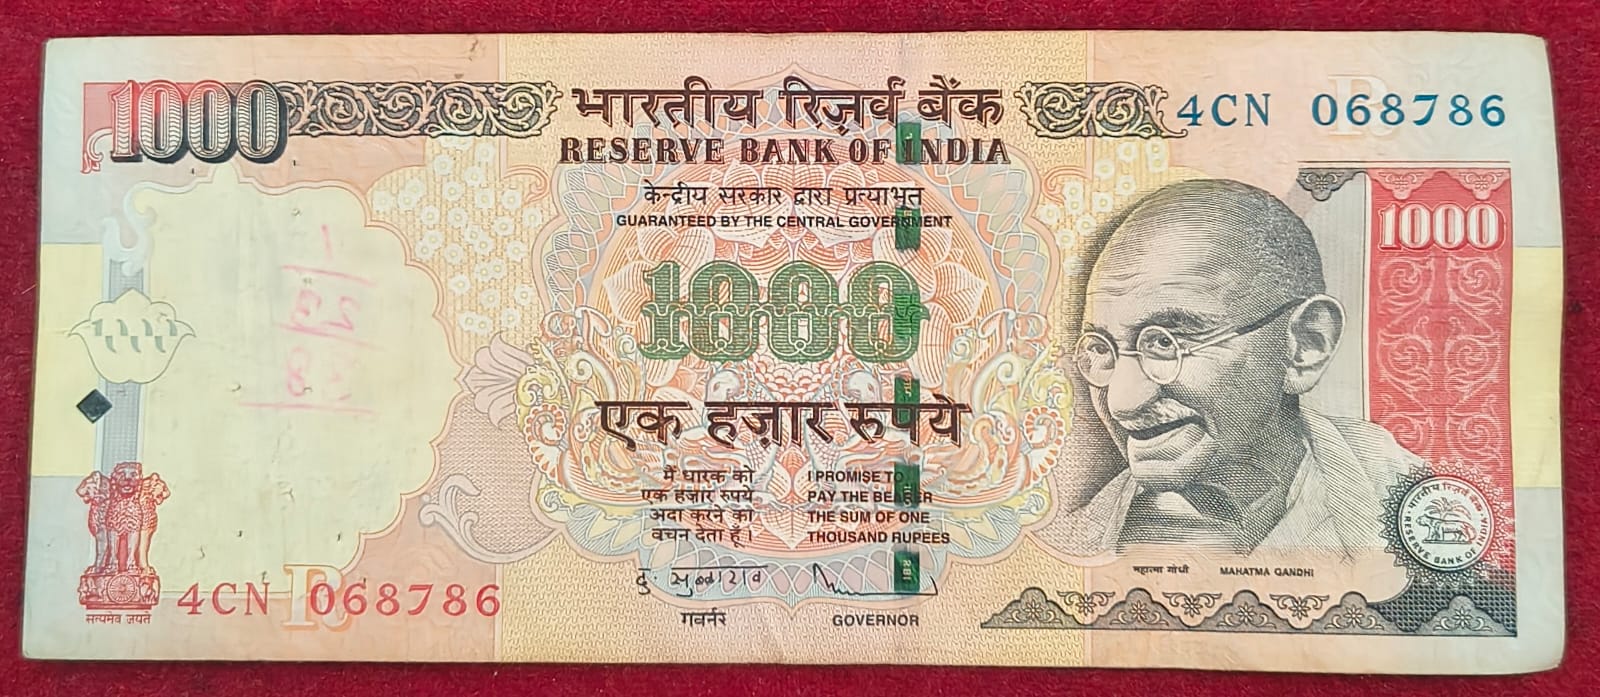 1000
भारतीय रिज़र्व बैंक
4CN 068786
RESERVE BANK OF INDIA
केन्द्रीय सरकार द्वारा प्रत्याभूत
GUARANTEED BY THE CENTRAL GOVERNMENT
1000
1000
एक हज़ार रुपये
मैं धारक को
एक हज़ार रुपये
अदा करने का
वचन देता हूँ।
I PROMISE TO
PAY THE BEARER
THE SUM OF ONE
THOUSAND RUPEES
गवर्नर
GOVERNOR
महात्मा गांधी
MAHATMA GANDHI
भारतीय रिज़र्व बैंक
RESERVE BANK OF INDIA
सत्यमेव जयते
4CN 068786
R
R
RBI